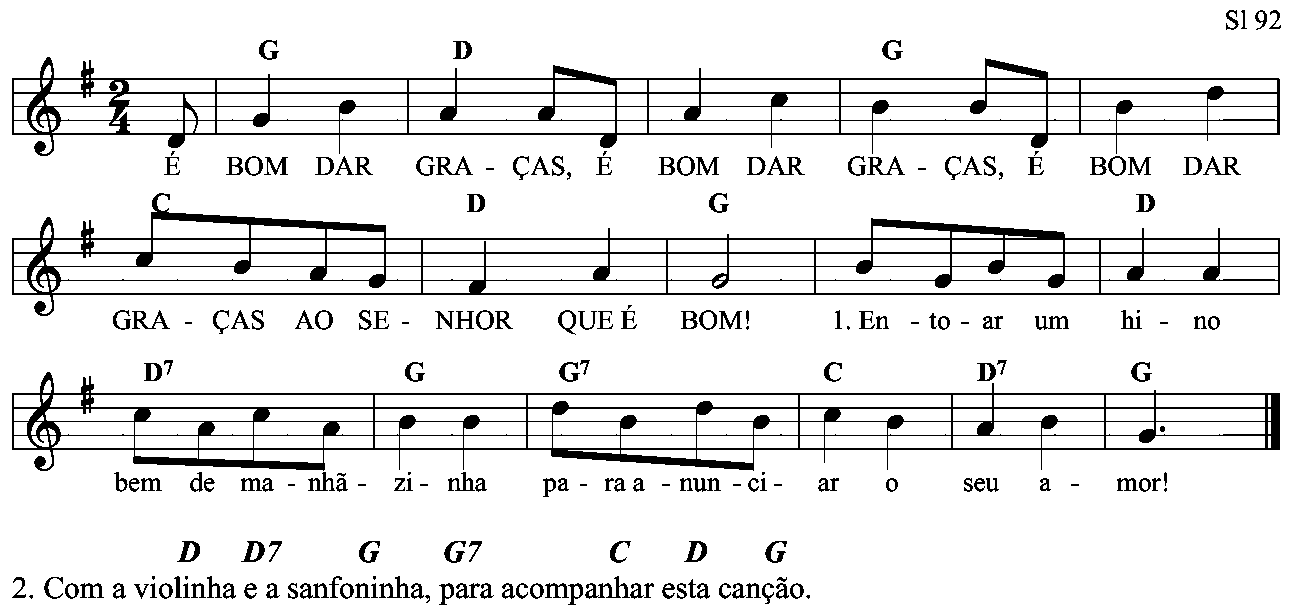 Sl 92
G D G
2
4
É BOM DAR GRA - ÇAS, É BOM DAR GRA - ÇAS, É BOM DAR
C D G D
GRA - ÇAS AO SE - NHOR QUE É BOM! 1. En - to - ar um hi - no
D7 G G7 C D7 G
bem de ma - nhã - zi - nha pa - ra a - nun - ci - ar o seu a - mor!
D D7 G G7 C D G
2. Com a violinha e a sanfoninha, para acompanhar esta canção.